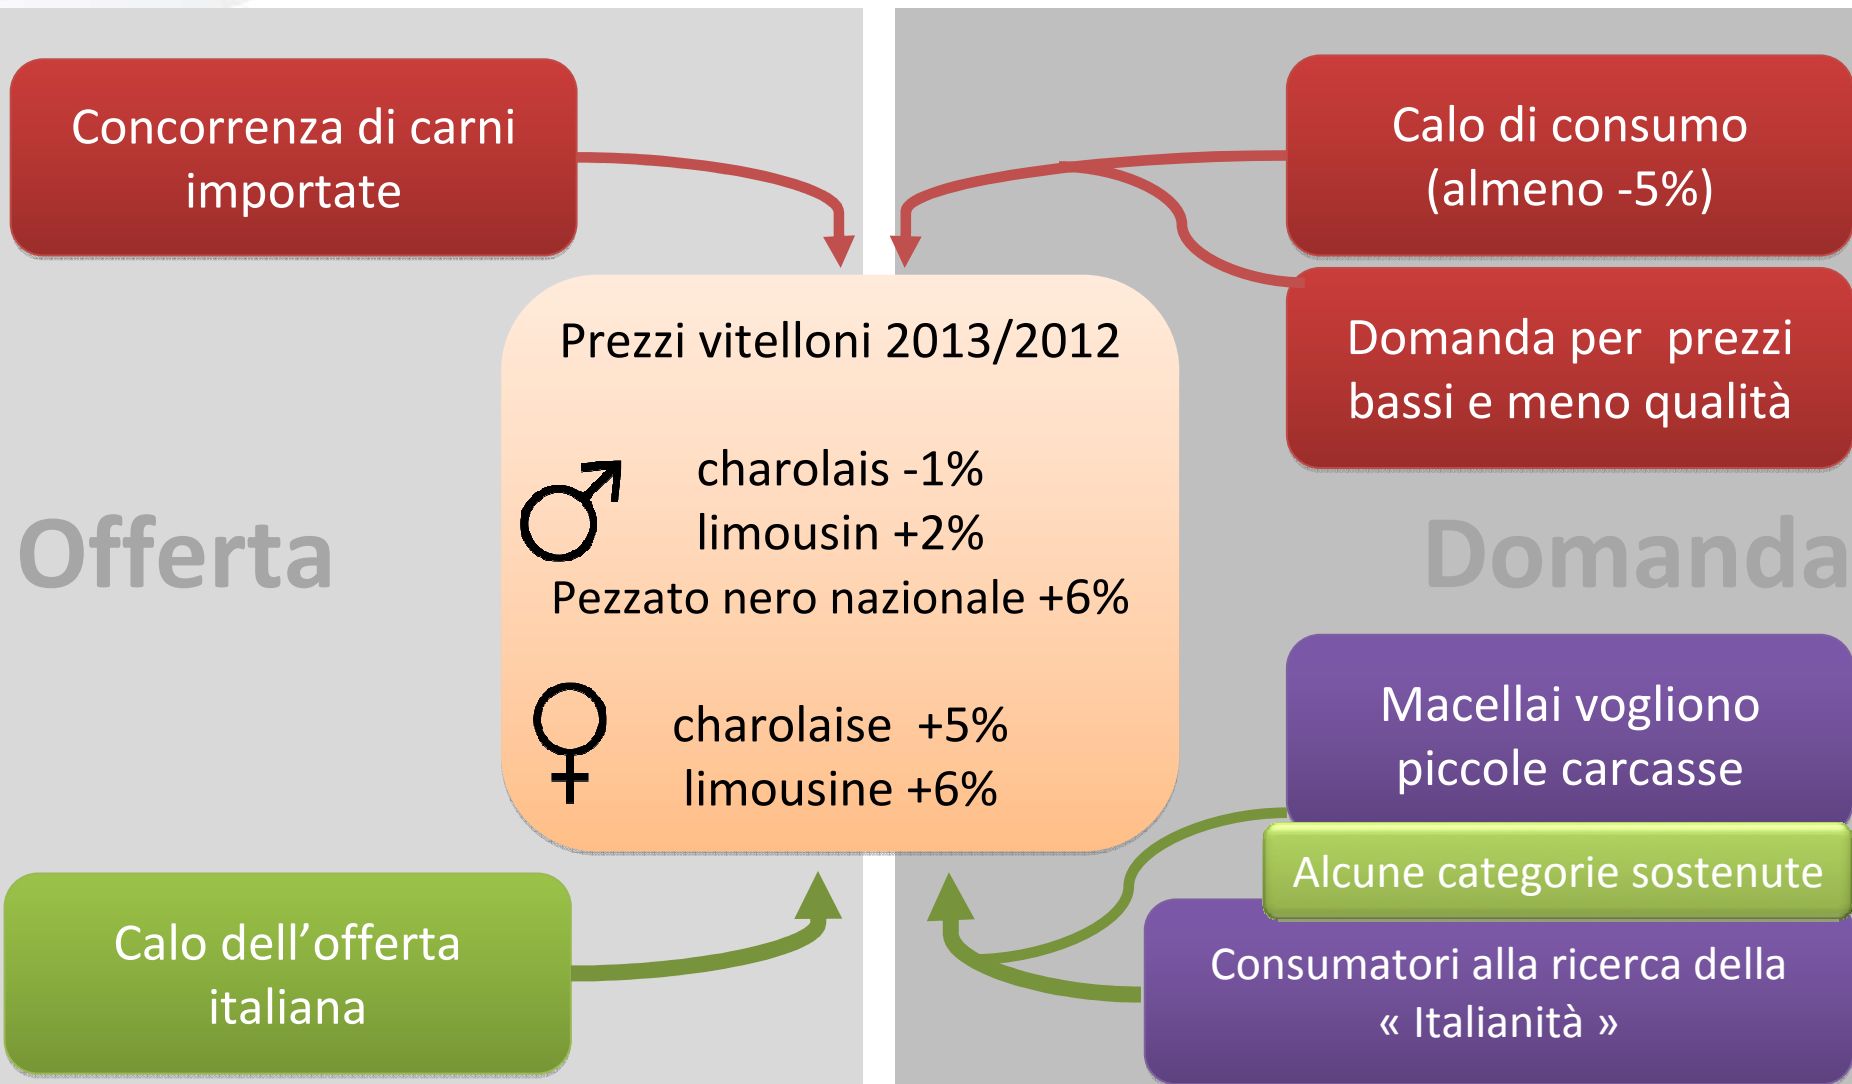 Concorrenza di carni
importate
Calo di consumo
(almeno -5%)
Domanda per  prezzi
bassi e meno qualità
Prezzi vitelloni 2013/2012
charolais -1%
limousin +2%
Pezzato nero nazionale +6%
charolaise  +5%
limousine +6%
Offerta
Domanda
Macellai vogliono
piccole carcasse
Alcune categorie sostenute
Calo dell’offerta
italiana
Consumatori alla ricerca della
« Italianità »